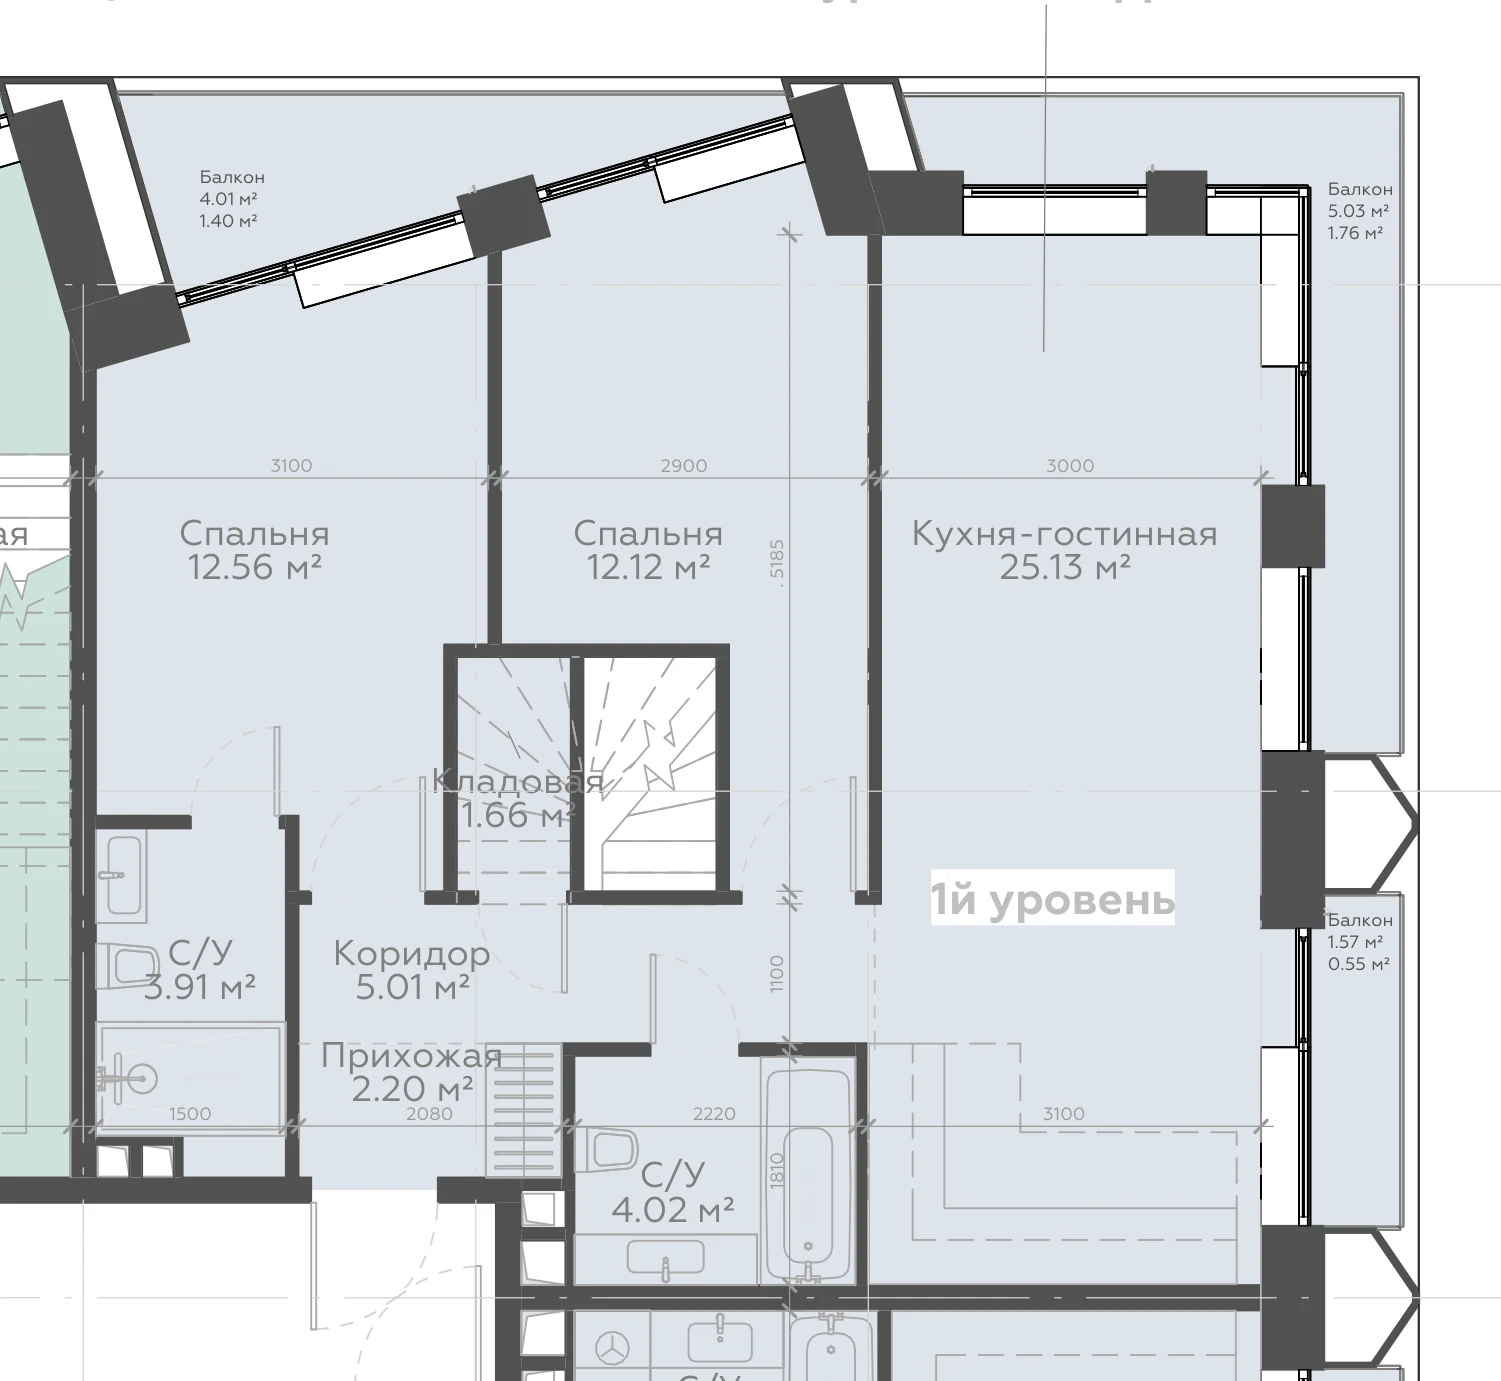 Балкон
4.01 м²
1.40 м²
Балкон
5.03 м²
1.76 м²
3100
2900
3000
ая
Спальня
12.56 м²
Спальня
12.12 м²
5185
Кухня-гостинная
25.13 м²
Кладовая
1.66 м²
1й уровень
Балкон
1.57 м²
0.55 м²
С/У
3.91 м²
Коридор
5.01 м²
1100
Прихожая
2.20 м²
1500
2080
2220
3100
1810
С/У
4.02 м²
С/У